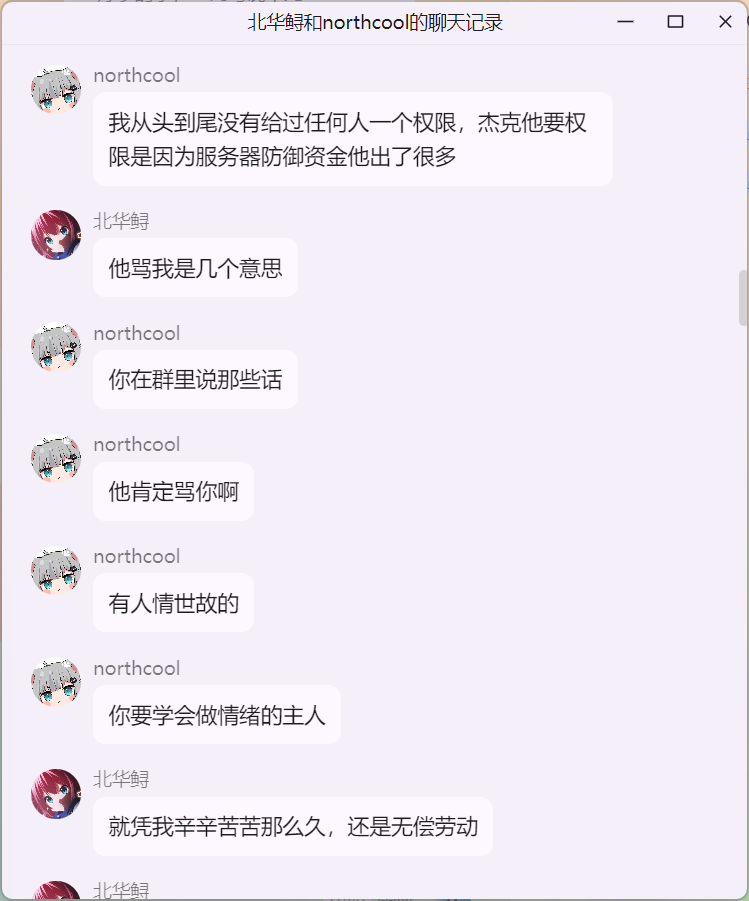 北华鲟和northcool的聊天记录
northcool
我从头到尾没有给过任何人一个权限，杰克他要权
限是因为服务器防御资金他出了很多
北华鲟
他骂我是几个意思
northcool
你在群里说那些话
northcool
他肯定骂你啊
northcool
有人情世故的
northcool
你要学会做情绪的主人
北华鲟
就凭我辛辛苦苦那么久，还是无偿劳动
北华鲟